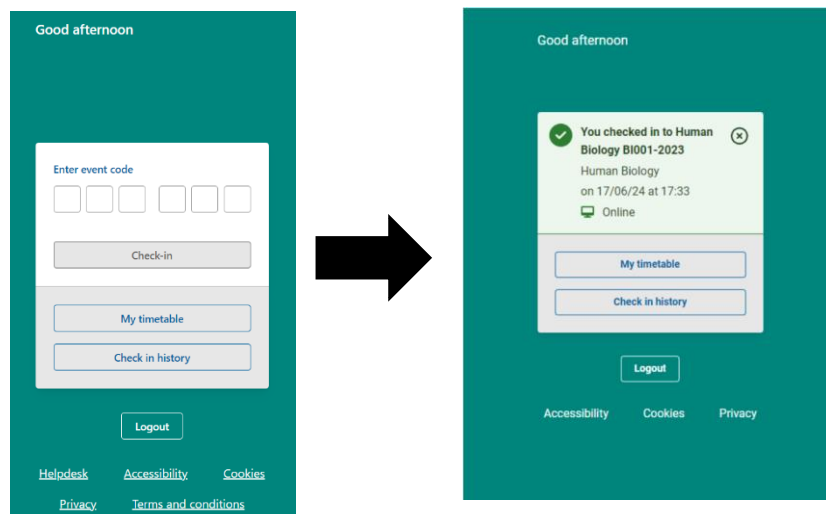 Good afternoon
Enter event code
Check-in
My timetable
Check in history
Logout
Helpdesk Accessibility Cookies
Privacy Terms and conditions
Good afternoon
You checked in to Human
Biology BI001-2023
Human Biology
on 17/06/24 at 17:33
Online
My timetable
Check in history
Logout
Accessibility Cookies Privacy